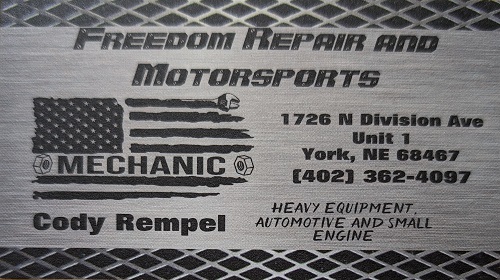 FREEDOM REPAIR AND
MOTORSPORTS
MECHANIC
Cody Rempel
1726 N Division Ave
Unit 1
York, NE 68467
(402) 362-4097
HEAVY EQUIPMENT,
AUTOMOTIVE AND SMALL
ENGINE